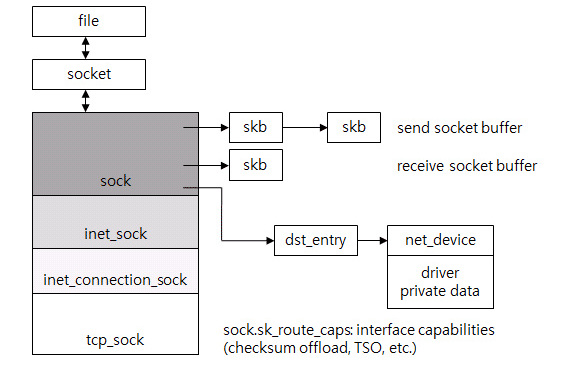 file
socket
skb
skb
send socket buffer
skb
receive socket buffer
sock
inet_sock
dst_entry
net_device
inet_connection_sock
driver
private data
tcp_sock
sock.sk_route_caps: interface capabilities
(checksum offload, TSO, etc.)